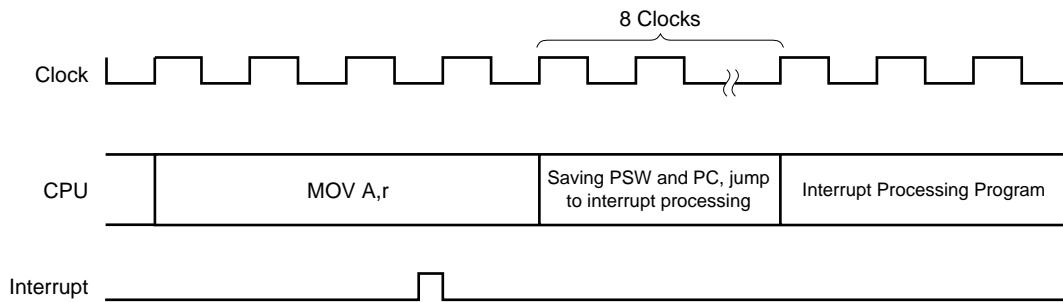 8 Clocks
Clock
CPU
MOV A,r
Saving PSW and PC, jump
to interrupt processing
Interrupt Processing Program
Interrupt